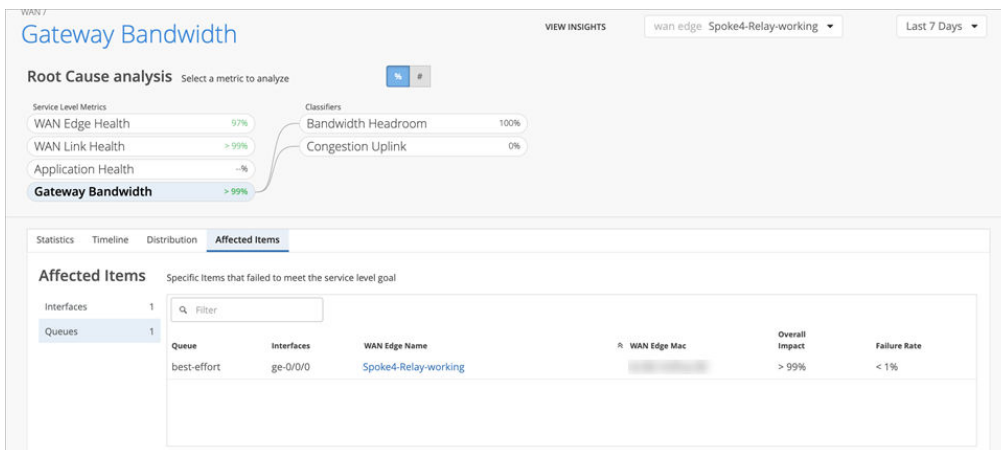 WAN /
Gateway Bandwidth
VIEW INSIGHTS
wan edge Spoke4-Relay-working
Last 7 Days
Root Cause analysis Select a metric to analyze
% #
Service Level Metrics
WAN Edge Health 97%
WAN Link Health > 99%
Application Health --%
Gateway Bandwidth > 99%
Classifiers
Bandwidth Headroom 100%
Congestion Uplink 0%
Statistics Timeline Distribution Affected Items
Affected Items Specific Items that failed to meet the service level goal
Interfaces 1
Queues 1
Filter
Queue Interfaces WAN Edge Name WAN Edge Mac Overall Impact Failure Rate
best-effort ge-0/0/0 Spoke4-Relay-working > 99% < 1%